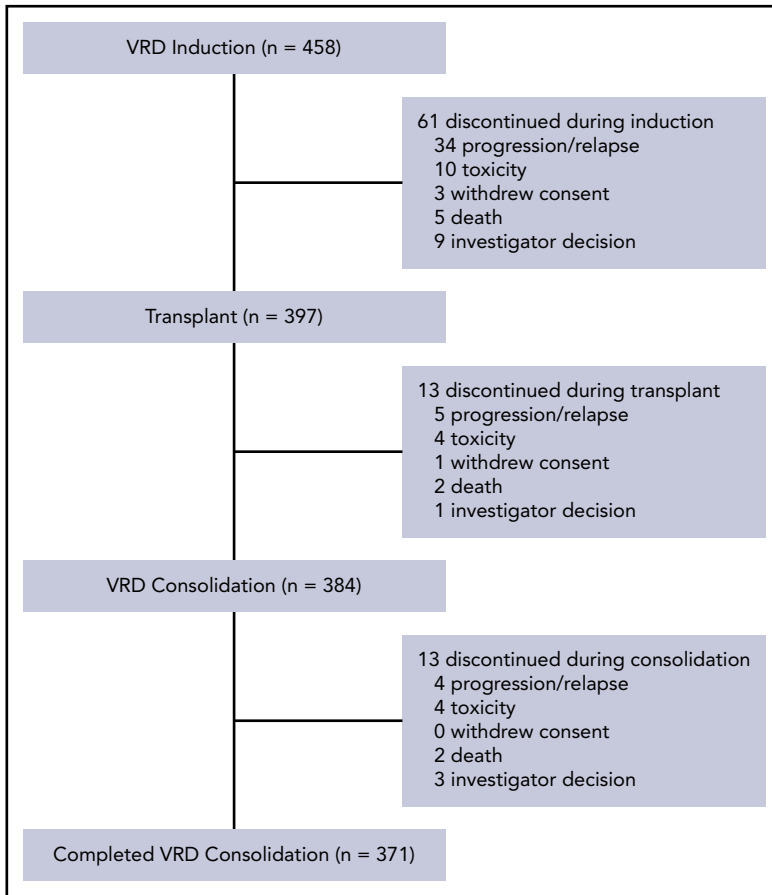 VRD Induction (n = 458)
61 discontinued during induction
34 progression/relapse
10 toxicity
3 withdrew consent
5 death
9 investigator decision
Transplant (n = 397)
13 discontinued during transplant
5 progression/relapse
4 toxicity
1 withdrew consent
2 death
1 investigator decision
VRD Consolidation (n = 384)
13 discontinued during consolidation
4 progression/relapse
4 toxicity
0 withdrew consent
2 death
3 investigator decision
Completed VRD Consolidation (n = 371)